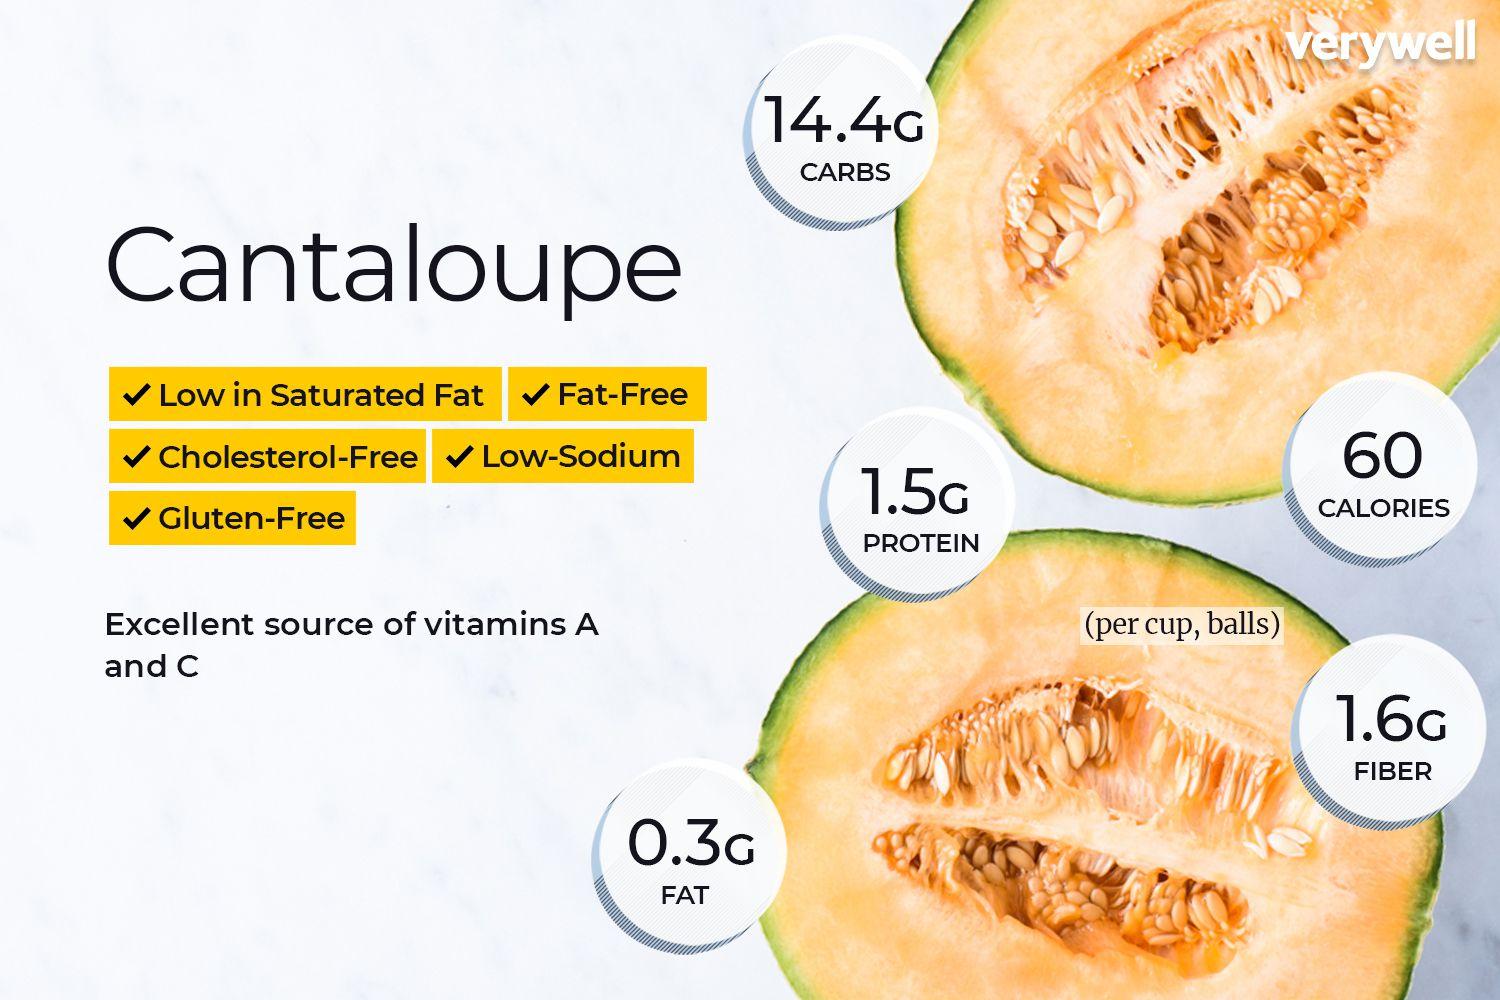 verywell
14.4G
CARBS
Cantaloupe
✓ Low in Saturated Fat ✓ Fat-Free
✓ Cholesterol-Free ✓ Low-Sodium
✓ Gluten-Free
60
CALORIES
1.5G
PROTEIN
Excellent source of vitamins A
and C
(per cup, balls)
1.6G
FIBER
0.3G
FAT